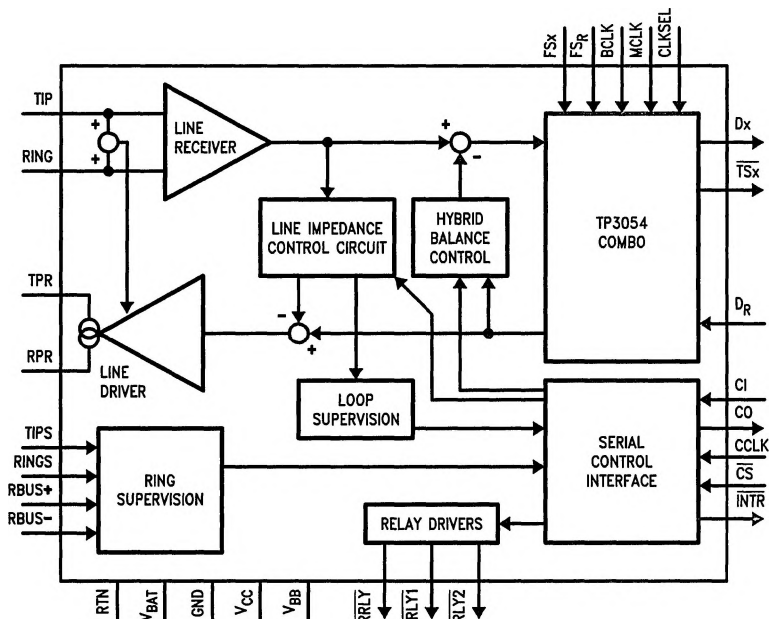 FSX
FSR
BCLK
MCLK
CLKSEL
TIP
+
+
RING
LINE
RECEIVER
+
-
TP3054
COMBO
DX
TSX
LINE IMPEDANCE
CONTROL CIRCUIT
HYBRID
BALANCE
CONTROL
TPR
RPR
LINE
DRIVER
-
+
DR
LOOP
SUPERVISION
CI
CO
CCLK
CS
INTR
SERIAL
CONTROL
INTERFACE
TIPS
RINGS
RBUS+
RBUS-
RING
SUPERVISION
RELAY DRIVERS
RTN
VBAT
GND
VCC
VBB
RRLY
RLY1
RLY2